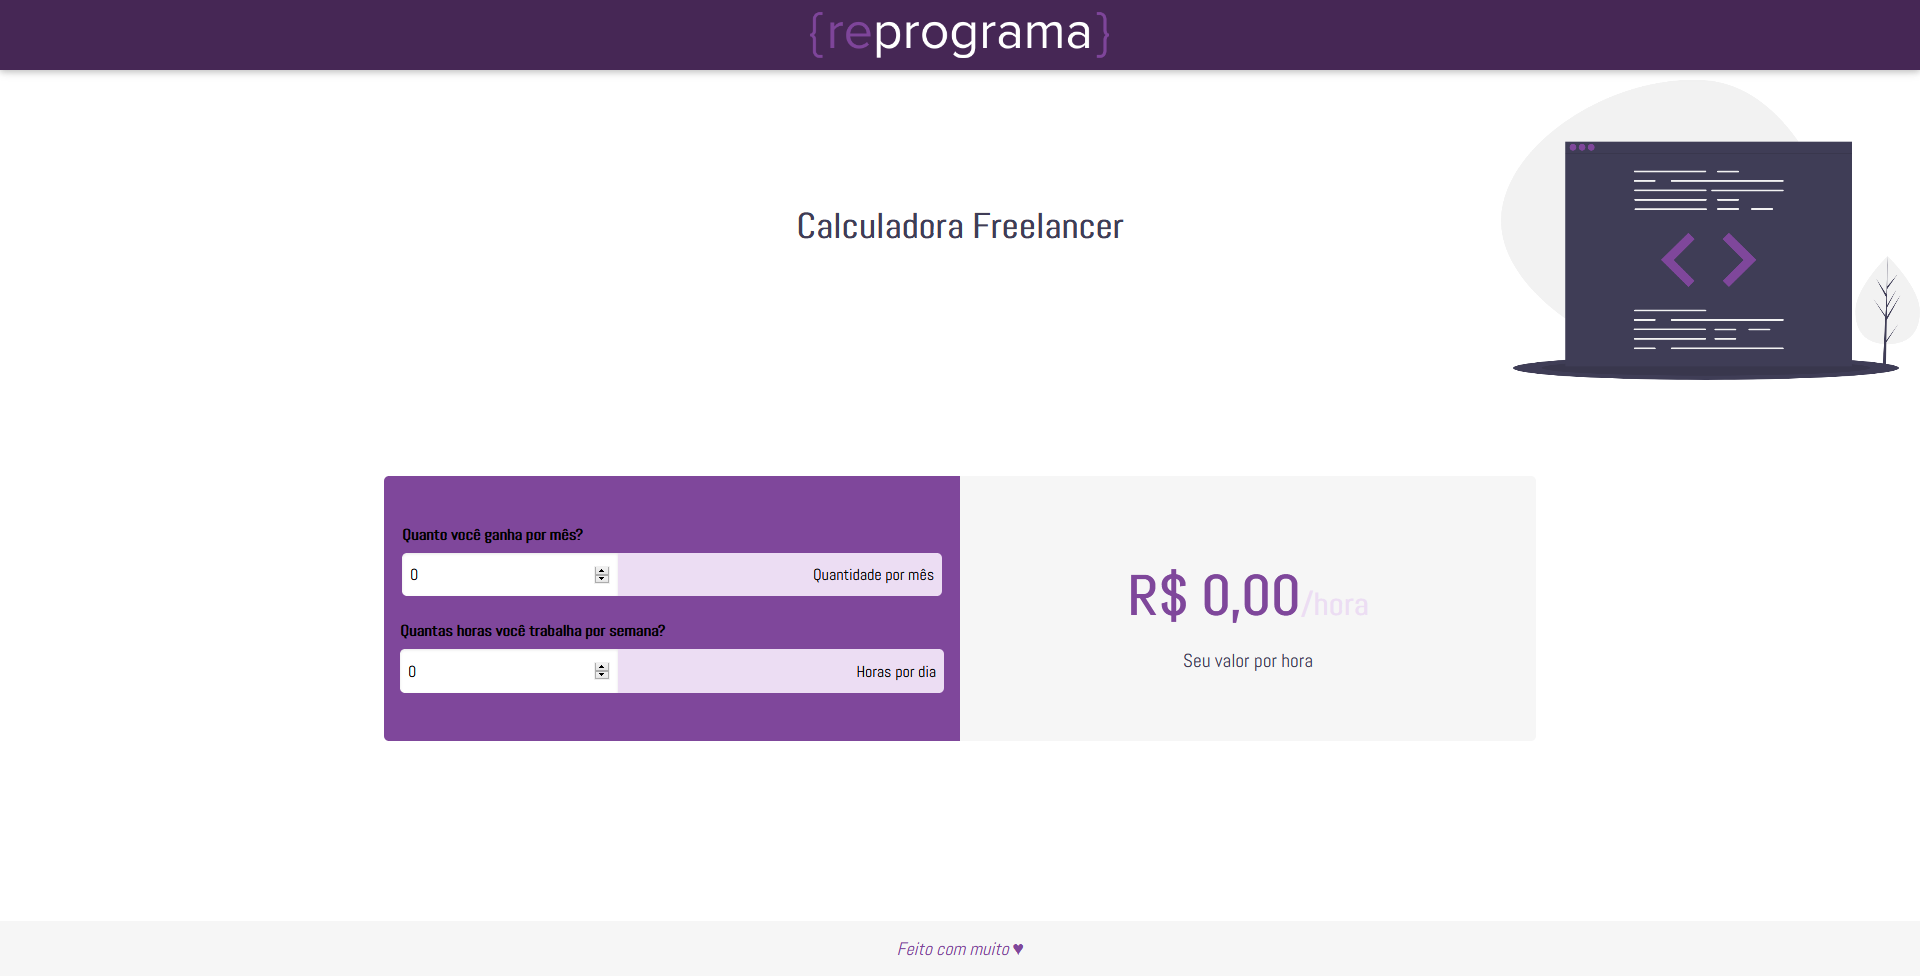 {reprograma}
Calculadora Freelancer
Quanto você ganha por mês?
0 Quantidade por mês
Quantas horas você trabalha por semana?
0 Horas por dia
R$ 0,00/hora
Seu valor por hora
Feito com muito ♥